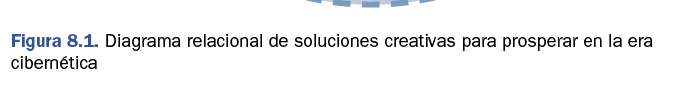 Figura 8.1. Diagrama relacional de soluciones creativas para prosperar en la era
cibernética